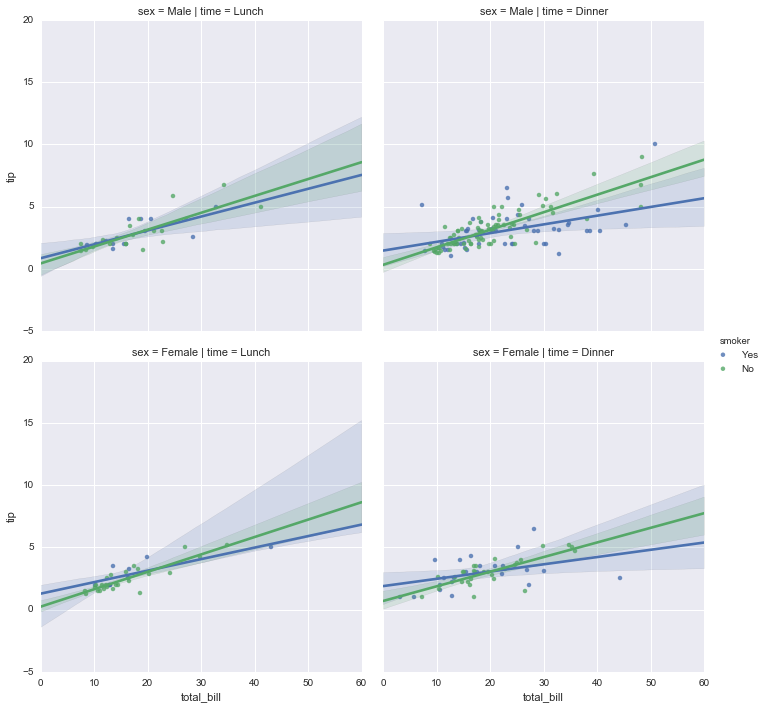 sex = Male | time = Lunch
sex = Male | time = Dinner
20
15
10
5
0
−5
tip
sex = Female | time = Lunch
sex = Female | time = Dinner
smoker
Yes
No
20
15
10
5
0
−5
tip
0 10 20 30 40 50 60
0 10 20 30 40 50 60
total_bill
total_bill